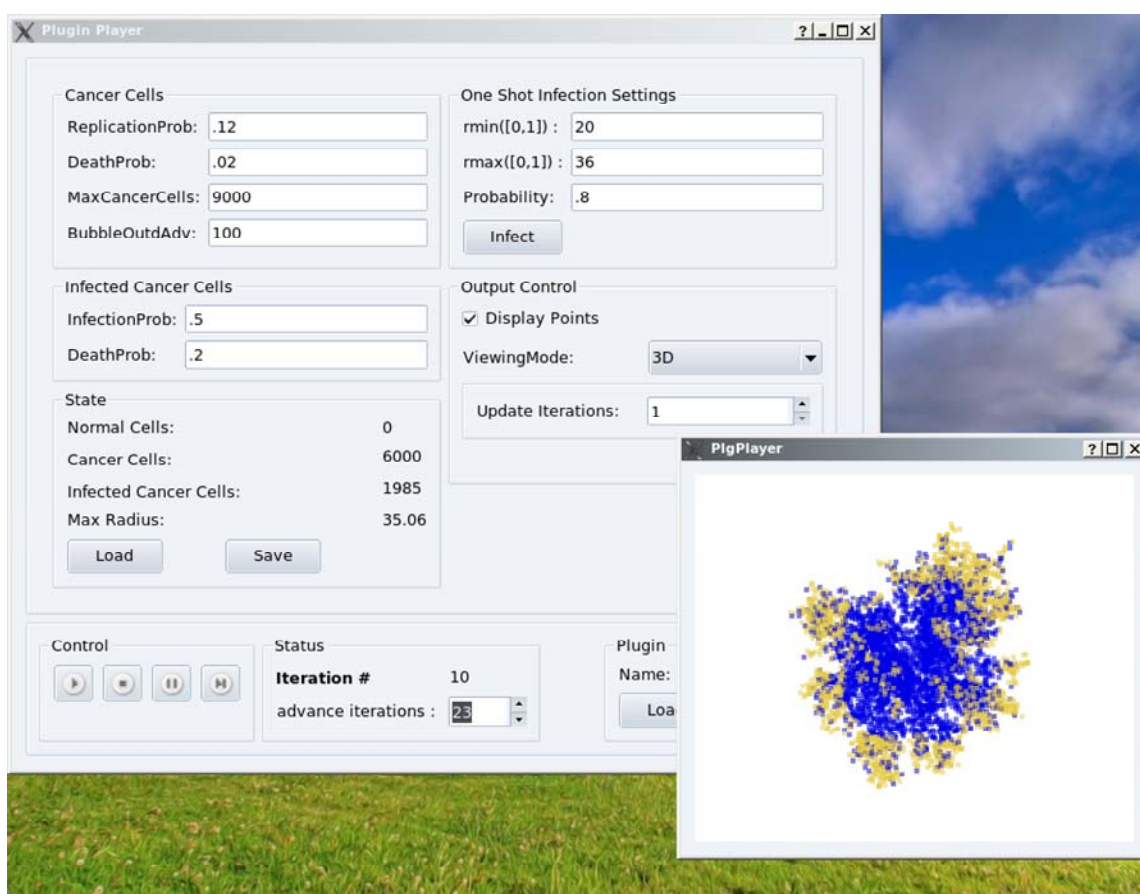 Plugin Player
Cancer Cells
ReplicationProb: .12
DeathProb: .02
MaxCancerCells: 9000
BubbleOutdAdv: 100
One Shot Infection Settings
rmin([0,1]) : 20
rmax([0,1]) : 36
Probability: .8
Infect
Infected Cancer Cells
InfectionProb: .5
DeathProb: .2
Output Control
Display Points
ViewingMode: 3D
Update Iterations: 1
State
Normal Cells: 0
Cancer Cells: 6000
Infected Cancer Cells: 1985
Max Radius: 35.06
Load Save
PlgPlayer
Control
Status
Iteration # 10
advance iterations : 23
Plugin
Name:
Loa